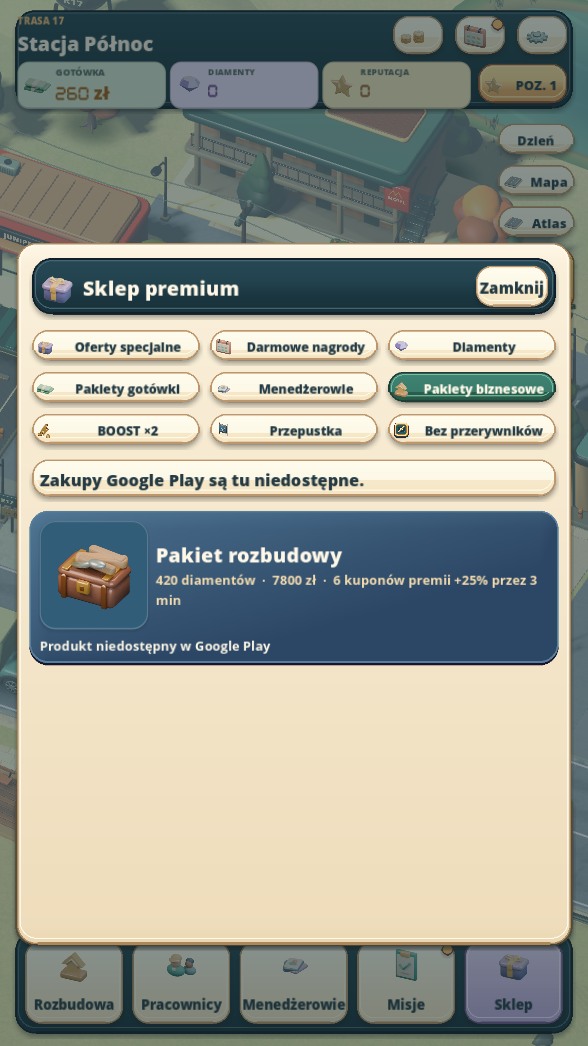 TRASA 17
Stacja Północ
GOTÓWKA
260 zł
DIAMENTY
0
REPUTACJA
0
POZ. 1
Dzień
Mapa
Atlas
Sklep premium
Zamknij
Oferty specjalne
Darmowe nagrody
Diamenty
Pakiety gotówki
Menedżerowie
Pakiety biznesowe
BOOST ×2
Przepustka
Bez przerywników
Zakupy Google Play są tu niedostępne.
Pakiet rozbudowy
420 diamentów · 7800 zł · 6 kuponów premii +25% przez 3
min
Produkt niedostępny w Google Play
Rozbudowa
Pracownicy
Menedżerowie
Misje
Sklep